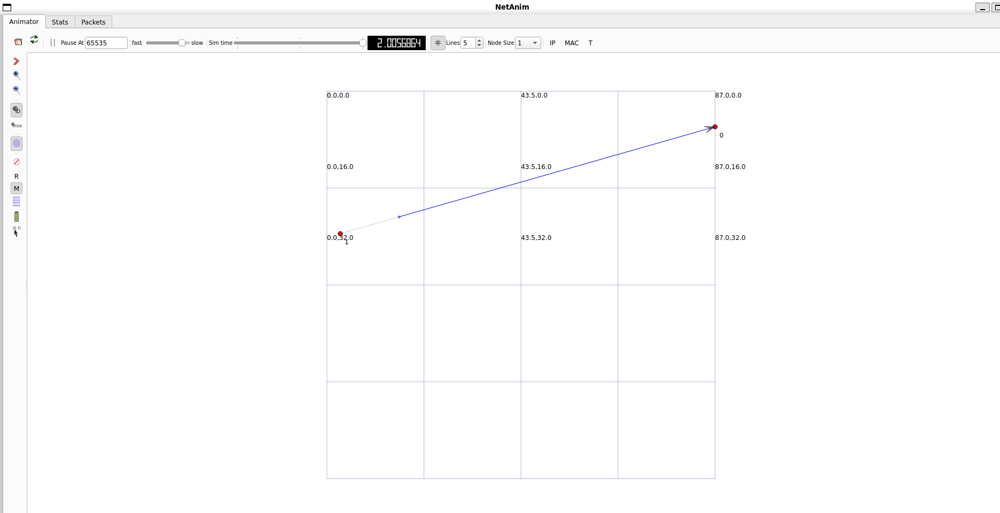 NetAnim
Animator Stats Packets
Pause At 65535 fast slow Sim time 2.0056864 # Lines 5 Node Size 1 IP MAC T
ID
SYSID
R
M
(X, Y)
0.0,0.0 43.5,0.0 87.0,0.0
0
0.0,16.0 43.5,16.0 87.0,16.0
0.0,32.0 43.5,32.0 87.0,32.0
1